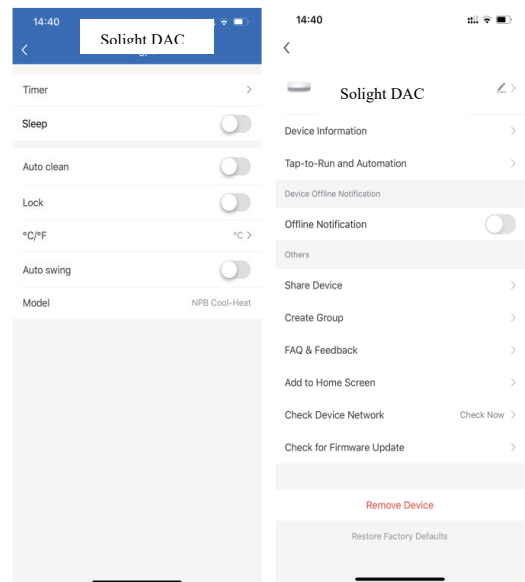 14:40
Solight DAC
Timer
Sleep
Auto clean
Lock
°C/°F
°C
Auto swing
Model
NPB Cool-Heat
14:40
Solight DAC
Device Information
Tap-to-Run and Automation
Device Offline Notification
Offline Notification
Others
Share Device
Create Group
FAQ & Feedback
Add to Home Screen
Check Device Network
Check Now
Check for Firmware Update
Remove Device
Restore Factory Defaults